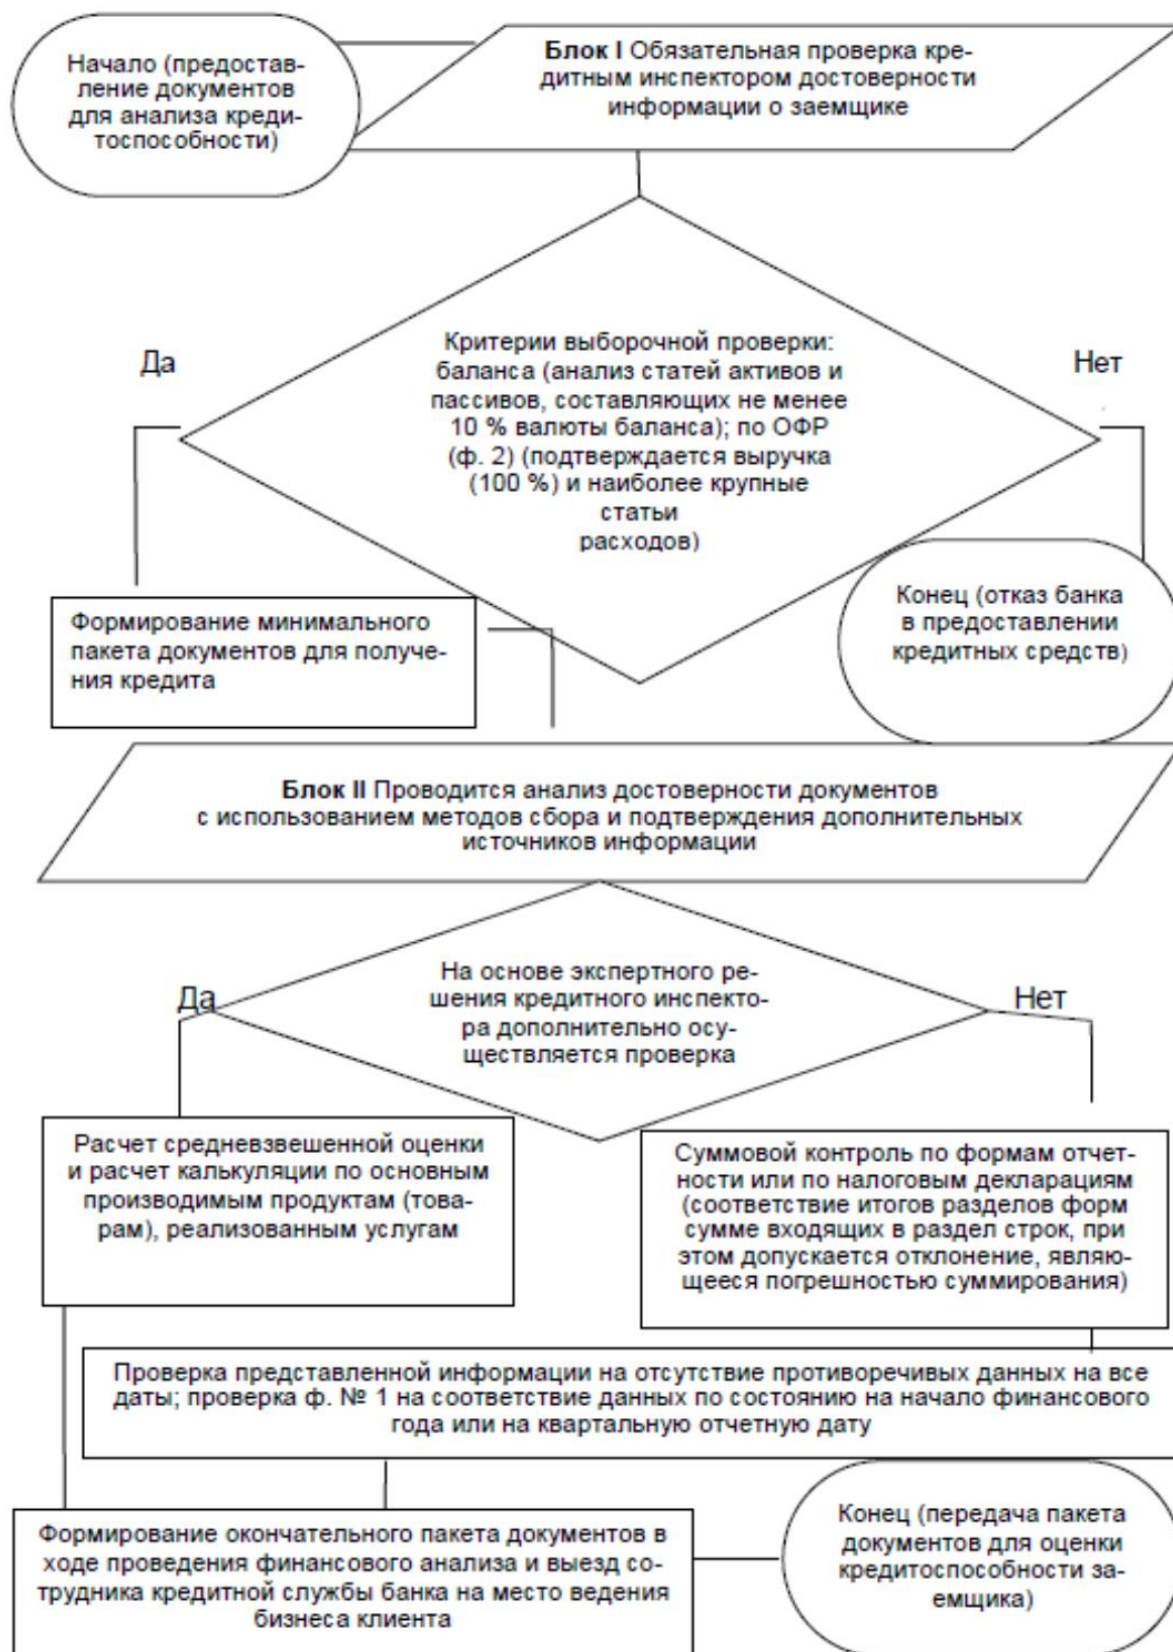 Начало (предостав-
ление документов
для анализа креди-
тоспособности)
Блок I Обязательная проверка кре-
дитным инспектором достоверности
информации о заемщике
Да
Критерии выборочной проверки:
баланса (анализ статей активов и
пассивов, составляющих не менее
10 % валюты баланса); по ОФР
(ф. 2) (подтверждается выручка
(100 %) и наиболее крупные
статьи
расходов)
Нет
Формирование минимального
пакета документов для получе-
ния кредита
Конец (отказ банка
в предоставлении
кредитных средств)
Блок II Проводится анализ достоверности документов
с использованием методов сбора и подтверждения дополнительных
источников информации
Да
На основе экспертного ре-
шения кредитного инспекто-
ра дополнительно осу-
ществляется проверка
Нет
Расчет средневзвешенной оценки
и расчет калькуляции по основным
производимым продуктам (това-
рам), реализованным услугам
Суммовой контроль по формам отчет-
ности или по налоговым декларациям
(соответствие итогов разделов форм
сумме входящих в раздел строк, при
этом допускается отклонение, являю-
щееся погрешностью суммирования)
Проверка представленной информации на отсутствие противоречивых данных на все
даты; проверка ф. № 1 на соответствие данных по состоянию на начало финансового
года или на квартальную отчетную дату
Формирование окончательного пакета документов в
ходе проведения финансового анализа и выезд со-
трудника кредитной службы банка на место ведения
бизнеса клиента
Конец (передача пакета
документов для оценки
кредитоспособности за-
емщика)